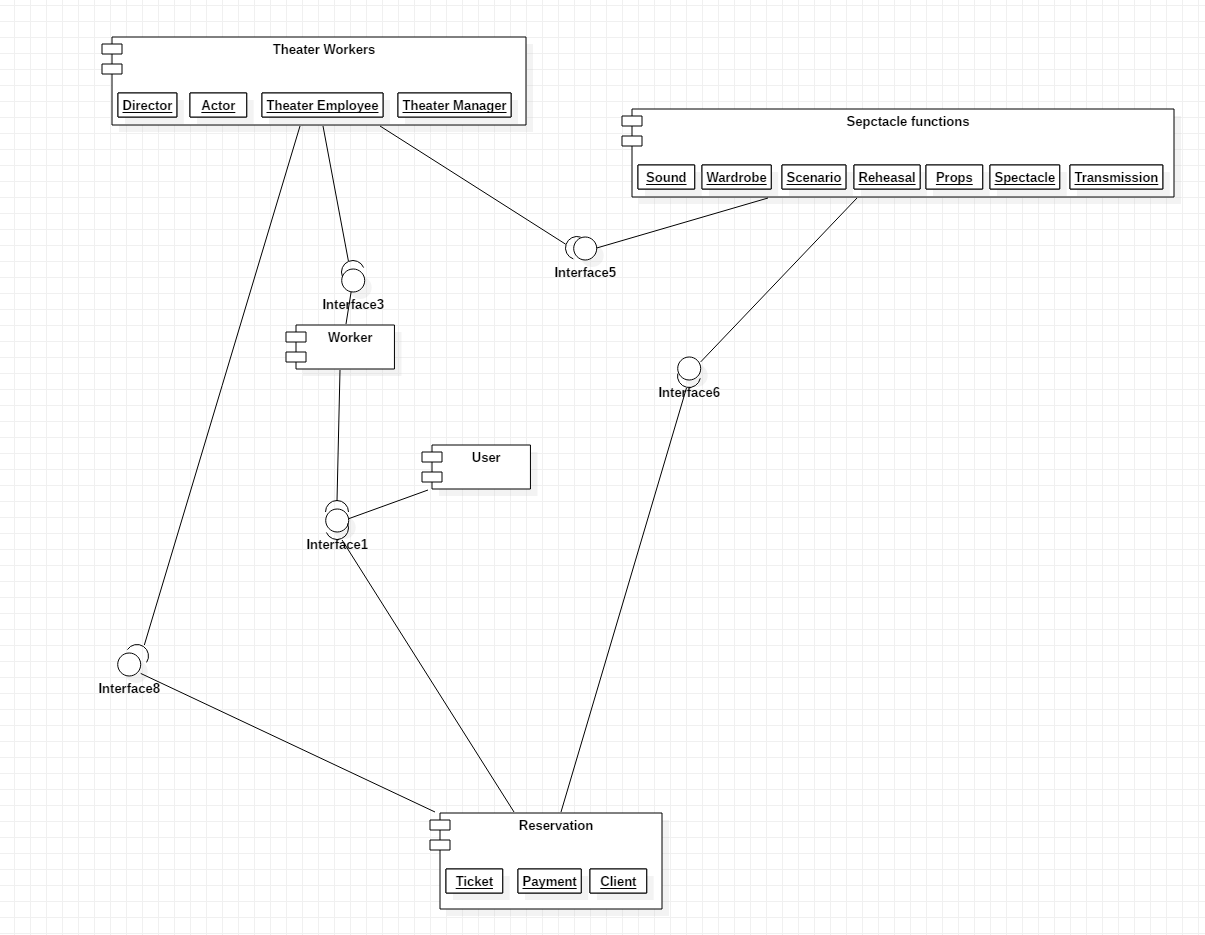 Theater Workers
Director Actor Theater Employee Theater Manager
Sepctacle functions
Sound Wardrobe Scenario Reheasal Props Spectacle Transmission
Interface5
Interface3
Worker
Interface6
User
Interface1
Interface8
Reservation
Ticket Payment Client